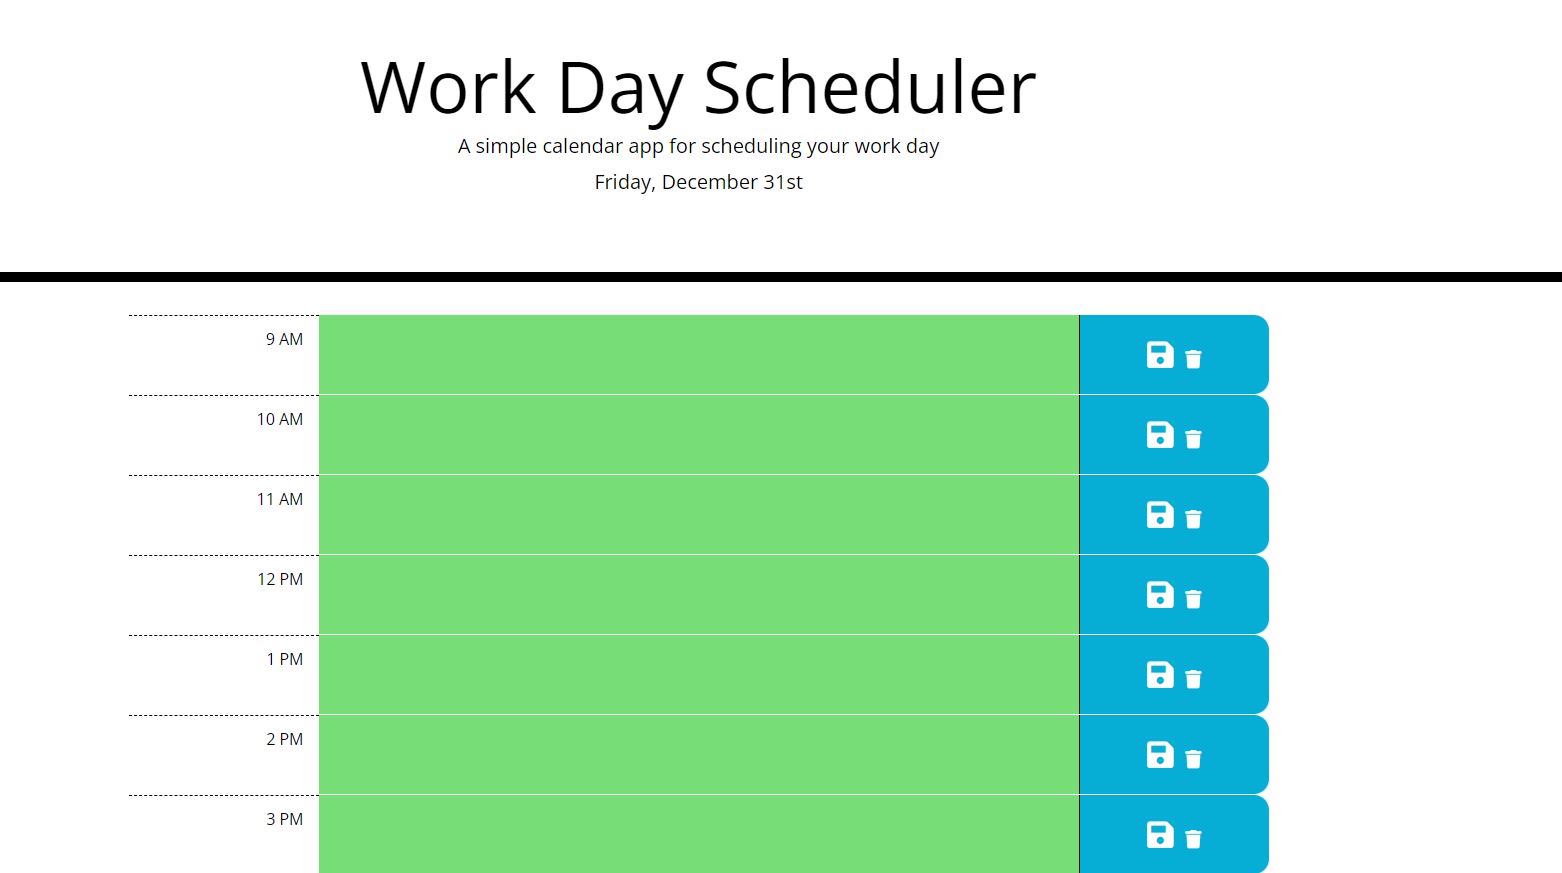 Work Day Scheduler
A simple calendar app for scheduling your work day
Friday, December 31st
9 AM
10 AM
11 AM
12 PM
1 PM
2 PM
3 PM